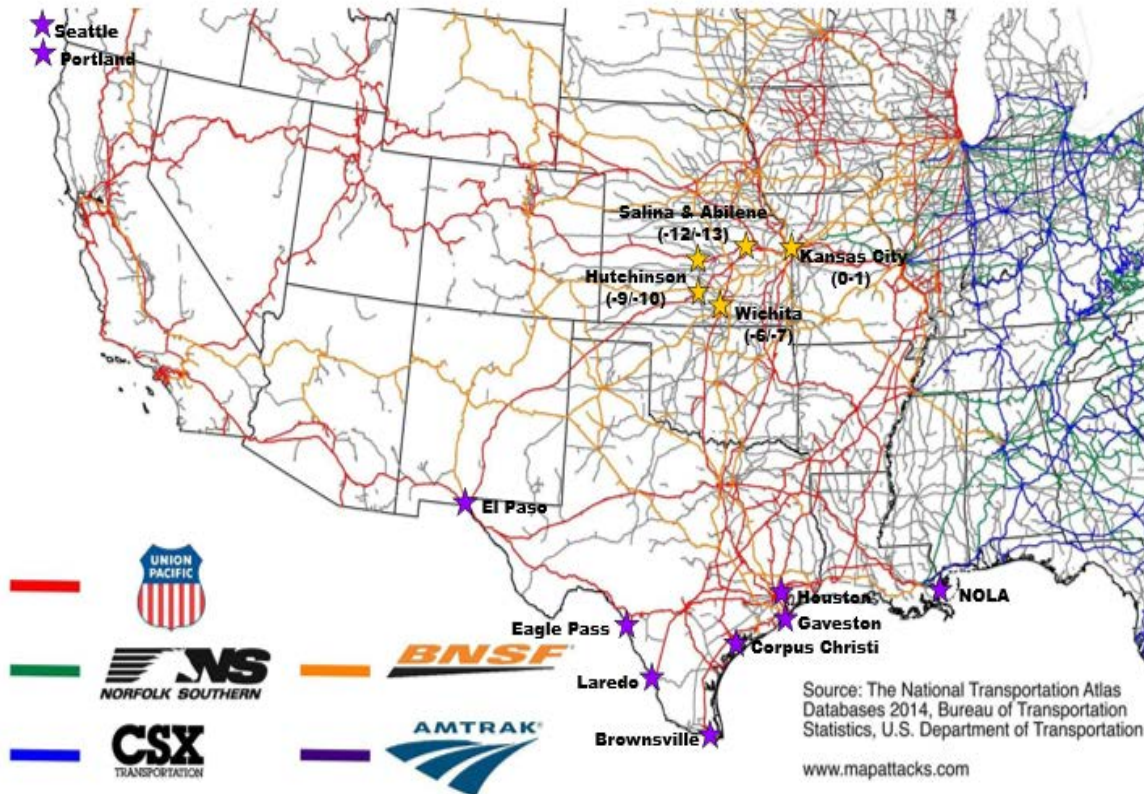 Seattle
Portland
Salina & Abilene
(-12/-13)
Kansas City
(0-1)
Hutchinson
(-9/-10)
Wichita
(-6/-7)
El Paso
UNION
PACIFIC
Houston
NOLA
Gaveston
Eagle Pass
Corpus Christi
NS
NORFOLK SOUTHERN
BNSF
Laredo
Brownsville
CSX
TRANSPORTATION
AMTRAK
Source: The National Transportation Atlas
Databases 2014, Bureau of Transportation
Statistics, U.S. Department of Transportation
www.mapattacks.com